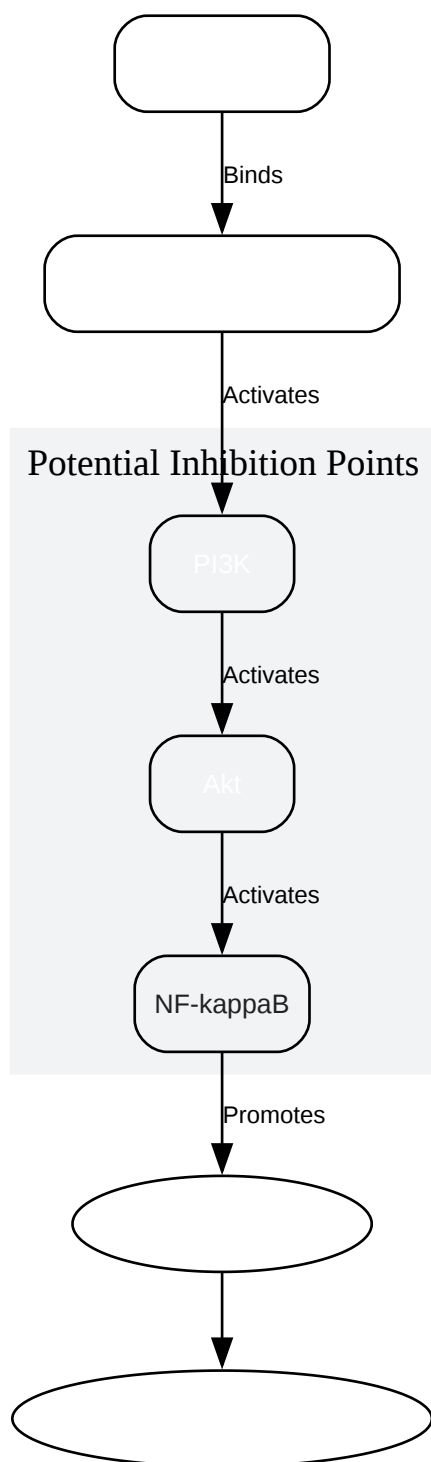 Binds
Activates
Potential Inhibition Points
PI3K
Activates
Akt
Activates
NF-kappaB
Promotes